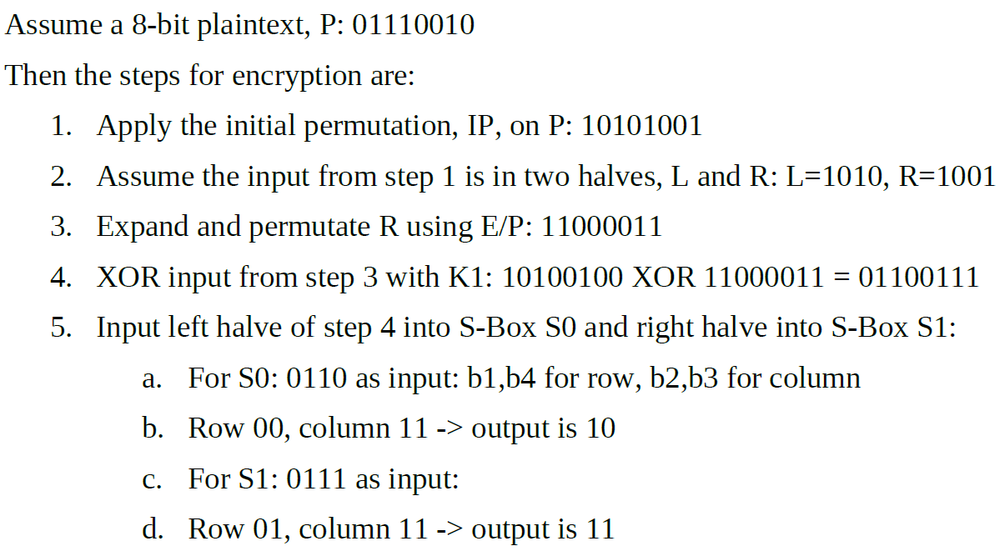 Assume a 8-bit plaintext, P: 01110010
Then the steps for encryption are:
1. Apply the initial permutation, IP, on P: 10101001
2. Assume the input from step 1 is in two halves, L and R: L=1010, R=1001
3. Expand and permutate R using E/P: 11000011
4. XOR input from step 3 with K1: 10100100 XOR 11000011 = 01100111
5. Input left halve of step 4 into S-Box S0 and right halve into S-Box S1:
a. For S0: 0110 as input: b1,b4 for row, b2,b3 for column
b. Row 00, column 11 -> output is 10
c. For S1: 0111 as input:
d. Row 01, column 11 -> output is 11